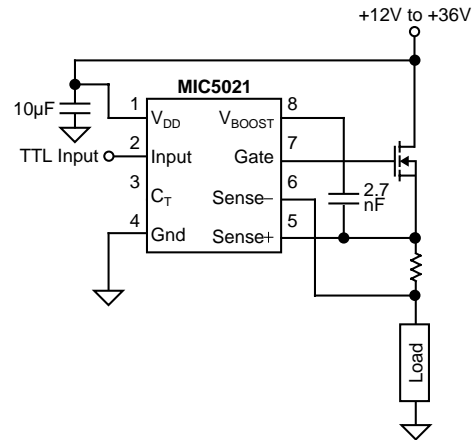 +12V to +36V
MIC5021
10µF
1
8
V_DD
V_BOOST
TTL Input
2
7
Input
Gate
3
6
C_T
Sense−
2.7
nF
4
5
Gnd
Sense+
Load